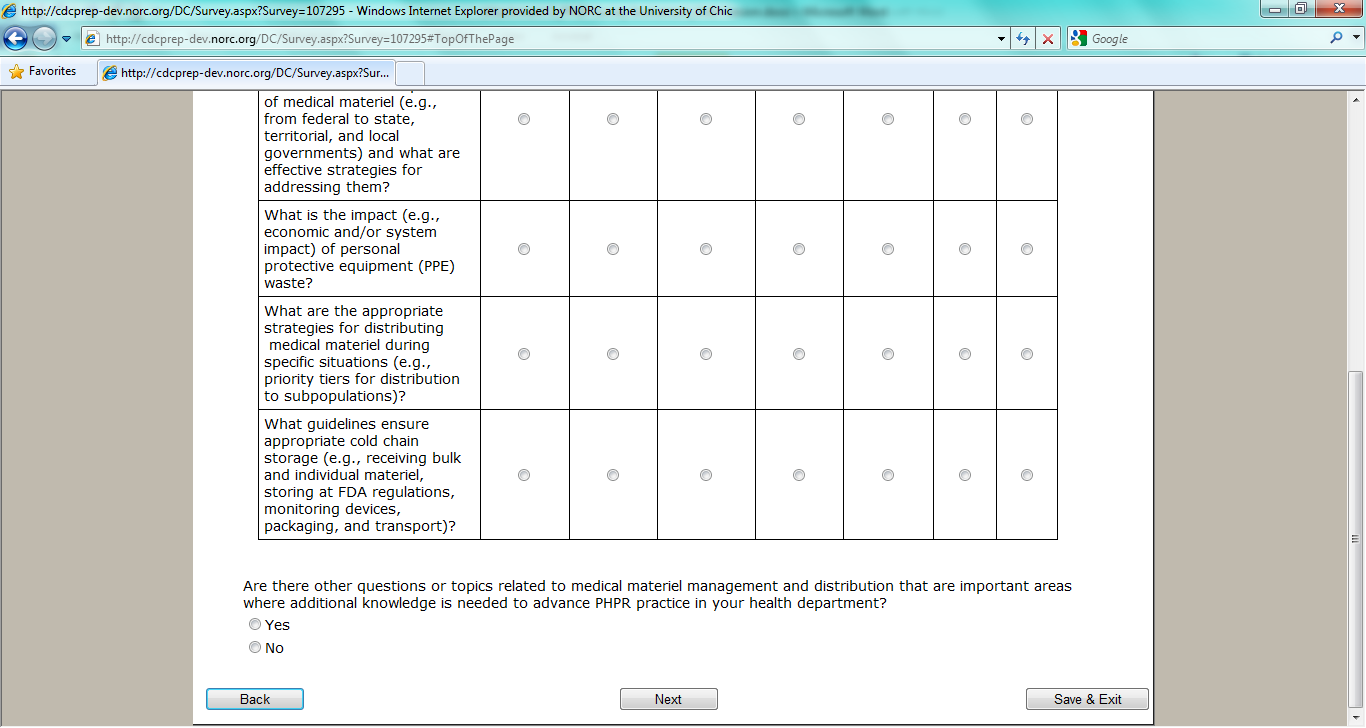 http://cdcprep-dev.norc.org/DC/Survey.aspx?Survey=107295 - Windows Internet Explorer provided by NORC at the University of Chic
http://cdcprep-dev.norc.org/DC/Survey.aspx?Survey=107295#TopOfThePage
Google
Favorites
http://cdcprep-dev.norc.org/DC/Survey.aspx?Sur...
of medical materiel (e.g.,
from federal to state,
territorial, and local
governments) and what are
effective strategies for
addressing them?
What is the impact (e.g.,
economic and/or system
impact) of personal
protective equipment (PPE)
waste?
What are the appropriate
strategies for distributing
medical materiel during
specific situations (e.g.,
priority tiers for distribution
to subpopulations)?
What guidelines ensure
appropriate cold chain
storage (e.g., receiving bulk
and individual materiel,
storing at FDA regulations,
monitoring devices,
packaging, and transport)?
Are there other questions or topics related to medical materiel management and distribution that are important areas
where additional knowledge is needed to advance PHPR practice in your health department?
Yes
No
Back
Next
Save & Exit